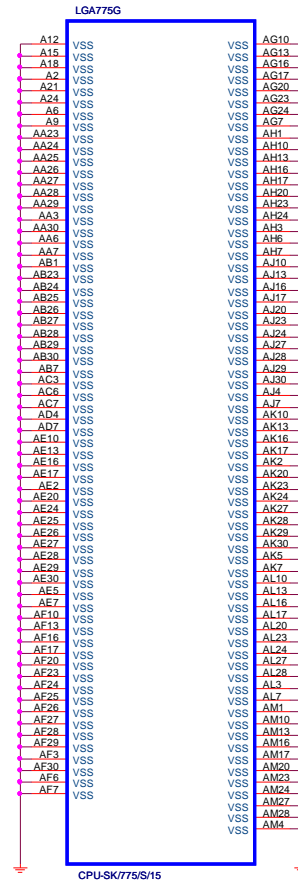 LGA775G
A12 VSS VSS AG10
A15 VSS VSS AG13
A18 VSS VSS AG16
A2 VSS VSS AG17
A21 VSS VSS AG20
A24 VSS VSS AG23
A6 VSS VSS AG24
A9 VSS VSS AG7
AA23 VSS VSS AH1
AA24 VSS VSS AH10
AA25 VSS VSS AH13
AA26 VSS VSS AH16
AA27 VSS VSS AH17
AA28 VSS VSS AH20
AA29 VSS VSS AH23
AA3 VSS VSS AH24
AA30 VSS VSS AH3
AA6 VSS VSS AH6
AA7 VSS VSS AH7
AB1 VSS VSS AJ10
AB23 VSS VSS AJ13
AB24 VSS VSS AJ16
AB25 VSS VSS AJ17
AB26 VSS VSS AJ20
AB27 VSS VSS AJ23
AB28 VSS VSS AJ24
AB29 VSS VSS AJ27
AB30 VSS VSS AJ28
AB7 VSS VSS AJ29
AC3 VSS VSS AJ30
AC6 VSS VSS AJ4
AC7 VSS VSS AJ7
AD4 VSS VSS AK10
AD7 VSS VSS AK13
AE10 VSS VSS AK16
AE13 VSS VSS AK17
AE16 VSS VSS AK2
AE17 VSS VSS AK20
AE2 VSS VSS AK23
AE20 VSS VSS AK24
AE24 VSS VSS AK27
AE25 VSS VSS AK28
AE26 VSS VSS AK29
AE27 VSS VSS AK30
AE28 VSS VSS AK5
AE29 VSS VSS AK7
AE30 VSS VSS AL10
AE5 VSS VSS AL13
AE7 VSS VSS AL16
AF10 VSS VSS AL17
AF13 VSS VSS AL20
AF16 VSS VSS AL23
AF17 VSS VSS AL24
AF20 VSS VSS AL27
AF23 VSS VSS AL28
AF24 VSS VSS AL3
AF25 VSS VSS AL7
AF26 VSS VSS AM1
AF27 VSS VSS AM10
AF28 VSS VSS AM13
AF29 VSS VSS AM16
AF3 VSS VSS AM17
AF30 VSS VSS AM20
AF6 VSS VSS AM23
AF7 VSS VSS AM24
VSS AM27
VSS AM28
VSS AM4
CPU-SK/775/S/15